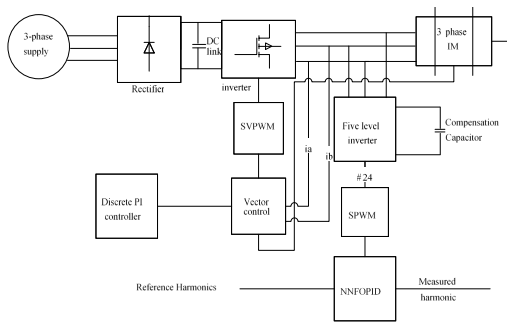 3-phase
supply
Rectifier
DC
link
inverter
3 phase
IM
SVPWM
Five level
inverter
Compensation
Capacitor
ia
ib
#24
Discrete PI
controller
Vector
control
SPWM
Reference Harmonics
NNFOPID
Measured
harmonic